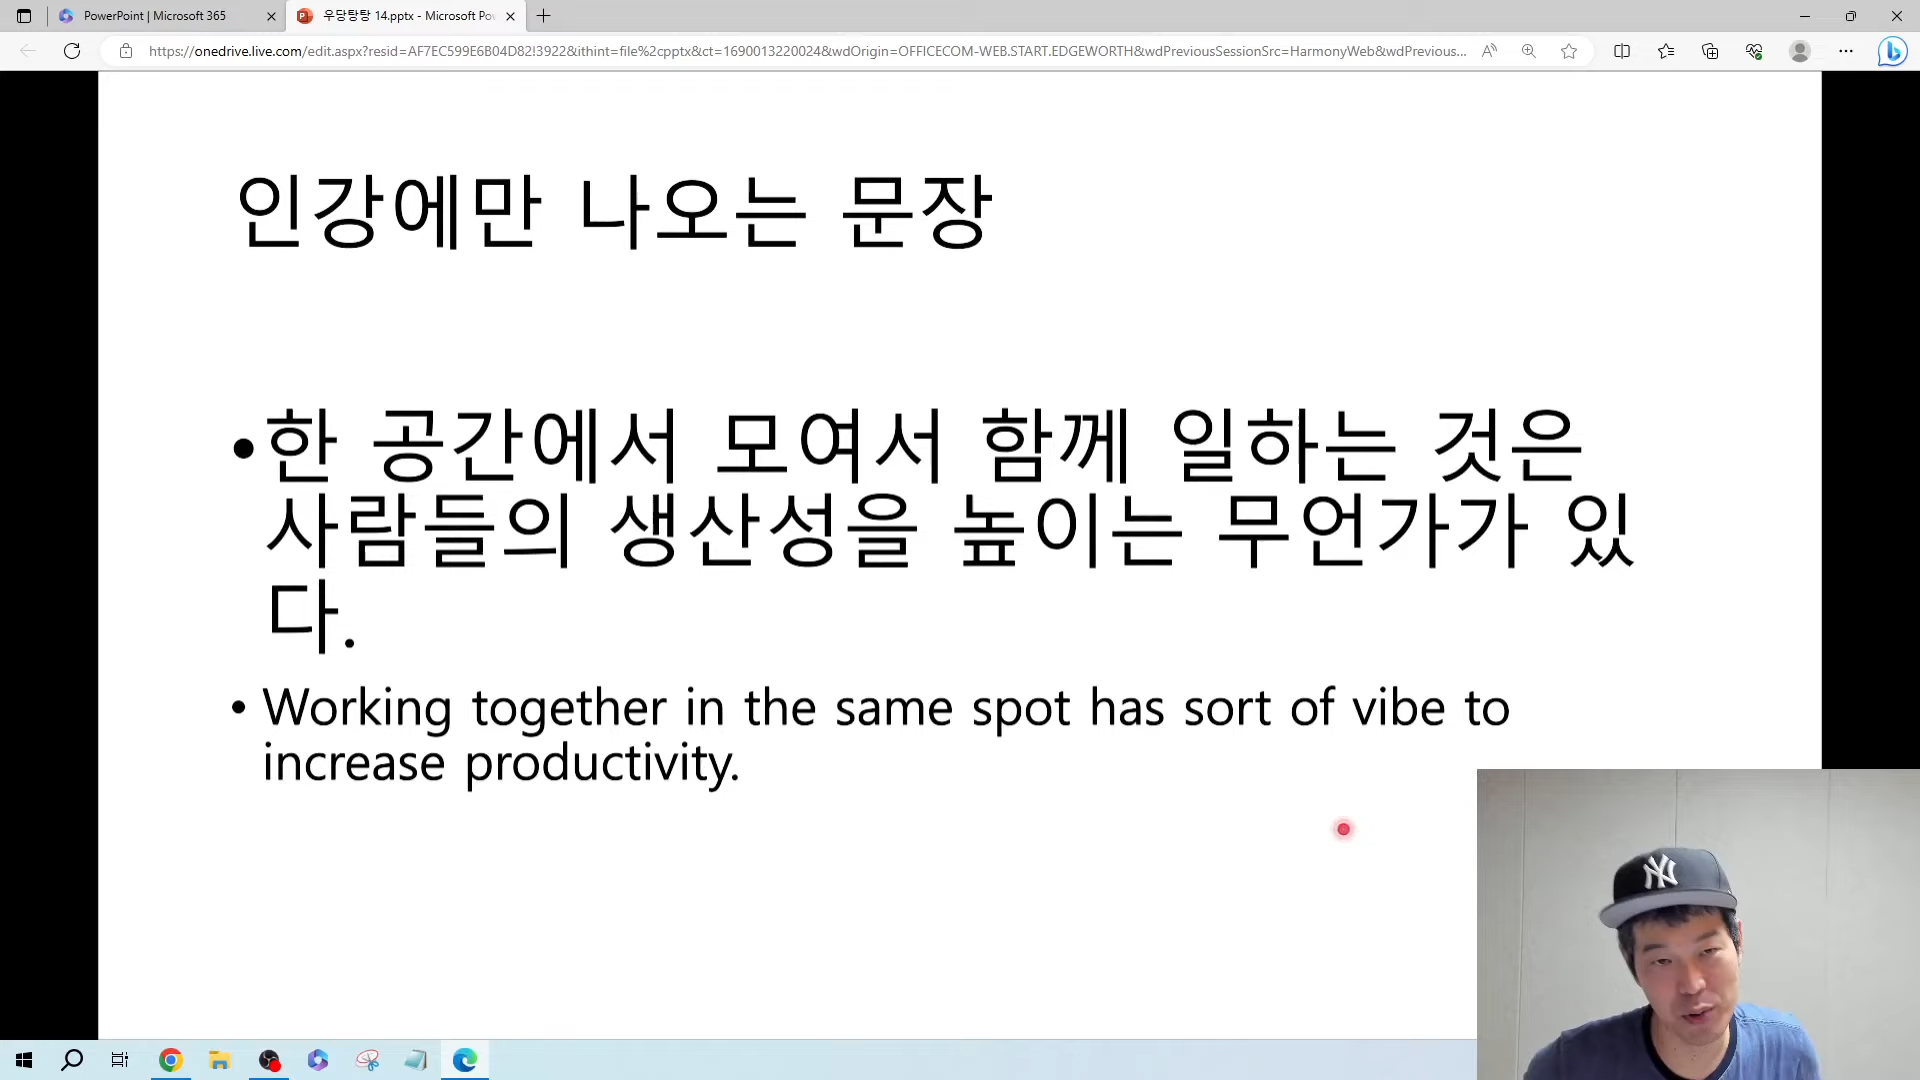 PowerPoint | Microsoft 365
우당탕탕 14.pptx - Microsoft Po
https://onedrive.live.com/edit.aspx?resid=AF7EC599E6B04D82!3922&ithint=file%2cpptx&ct=1690013220024&wdOrigin=OFFICECOM-WEB.START.EDGEWORTH&wdPreviousSessionSrc=HarmonyWeb&wdPrevious...
인강에만 나오는 문장
•한 공간에서 모여서 함께 일하는 것은
사람들의 생산성을 높이는 무언가가 있
다.
• Working together in the same spot has sort of vibe to
increase productivity.
NY